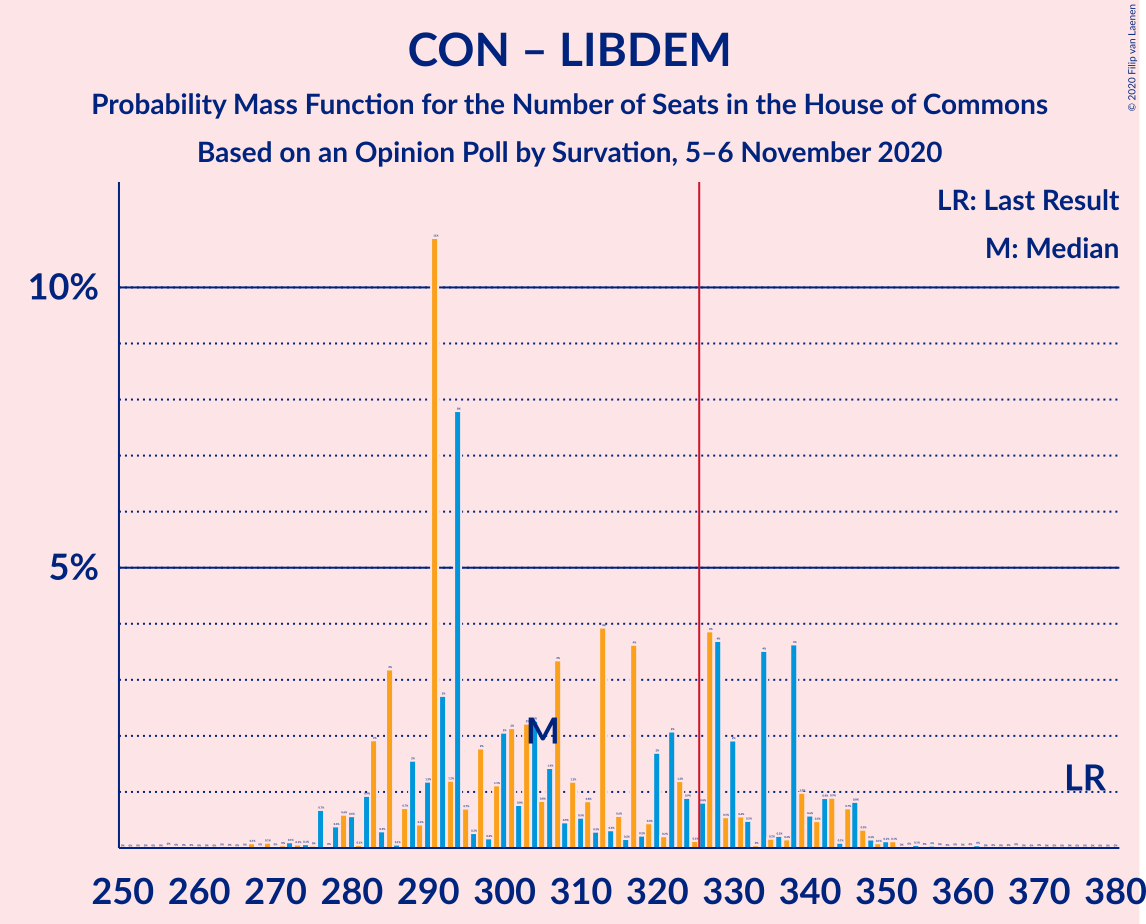 CON – LIBDEM
Probability Mass Function for the Number of Seats in the House of Commons
Based on an Opinion Poll by Survation, 5–6 November 2020
© 2020 Filip van Laenen
LR: Last Result
M: Median
10%
5%
M
LR
250 260 270 280 290 300 310 320 330 340 350 360 370 380